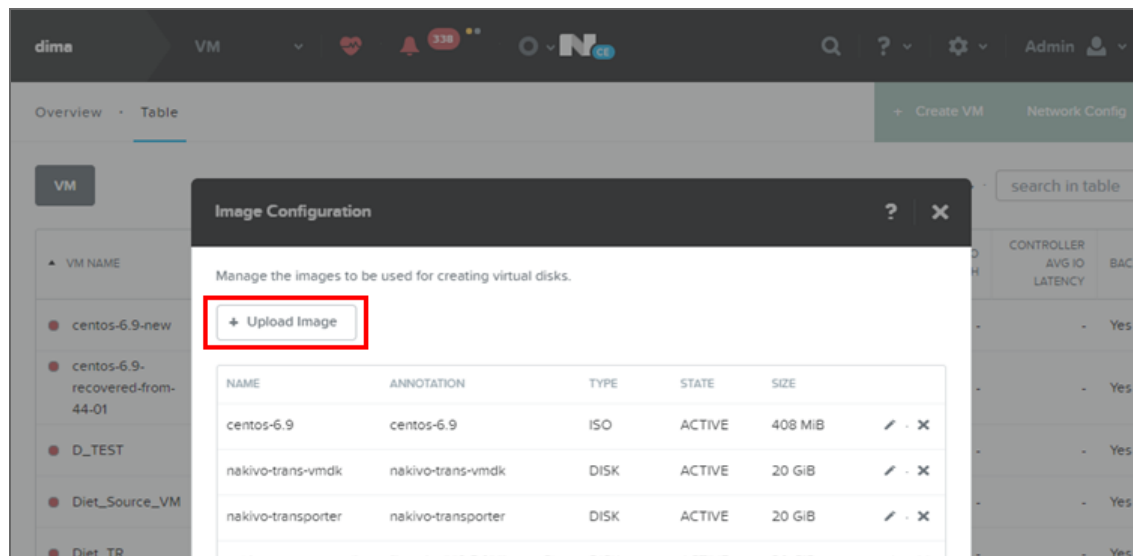 dima VM 338 N CE ? Admin
Overview · Table + Create VM Network Config
VM search in table
Image Configuration ?
VM NAME CONTROLLER AVG IO LATENCY
Manage the images to be used for creating virtual disks.
+ Upload Image
centos-6.9-new - - Yes
centos-6.9-
recovered-from-
44-01
- - Yes
NAME ANNOTATION TYPE STATE SIZE
centos-6.9 centos-6.9 ISO ACTIVE 408 MiB
D_TEST - - Yes
nakivo-trans-vmdk nakivo-trans-vmdk DISK ACTIVE 20 GiB
Diet_Source_VM - - Yes
nakivo-transporter nakivo-transporter DISK ACTIVE 20 GiB
Diet_TR - - Yes